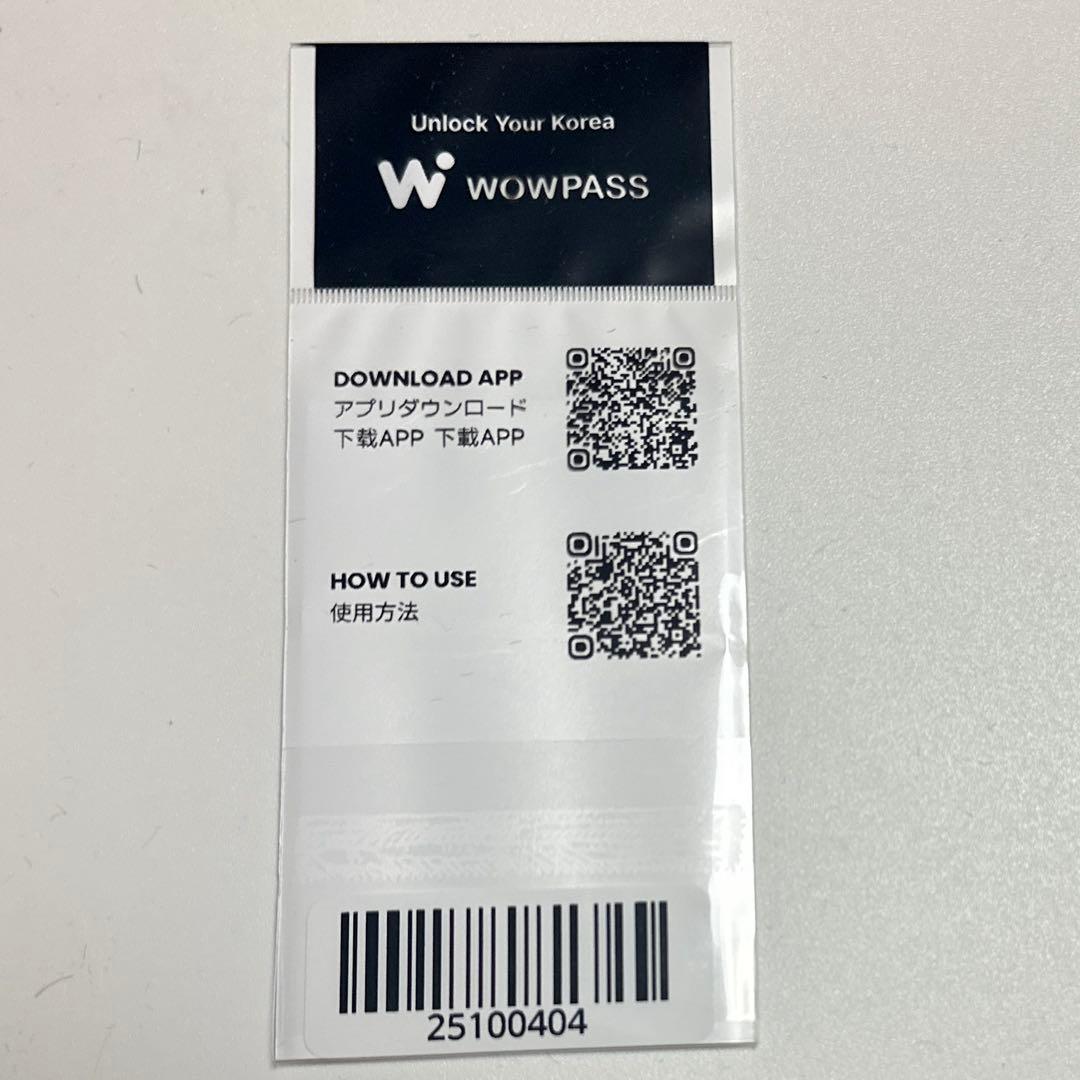 Unlock Your Korea
WOWPASS
DOWNLOAD APP
アプリダウンロード
下载APP 下載APP
HOW TO USE
使用方法
25100404